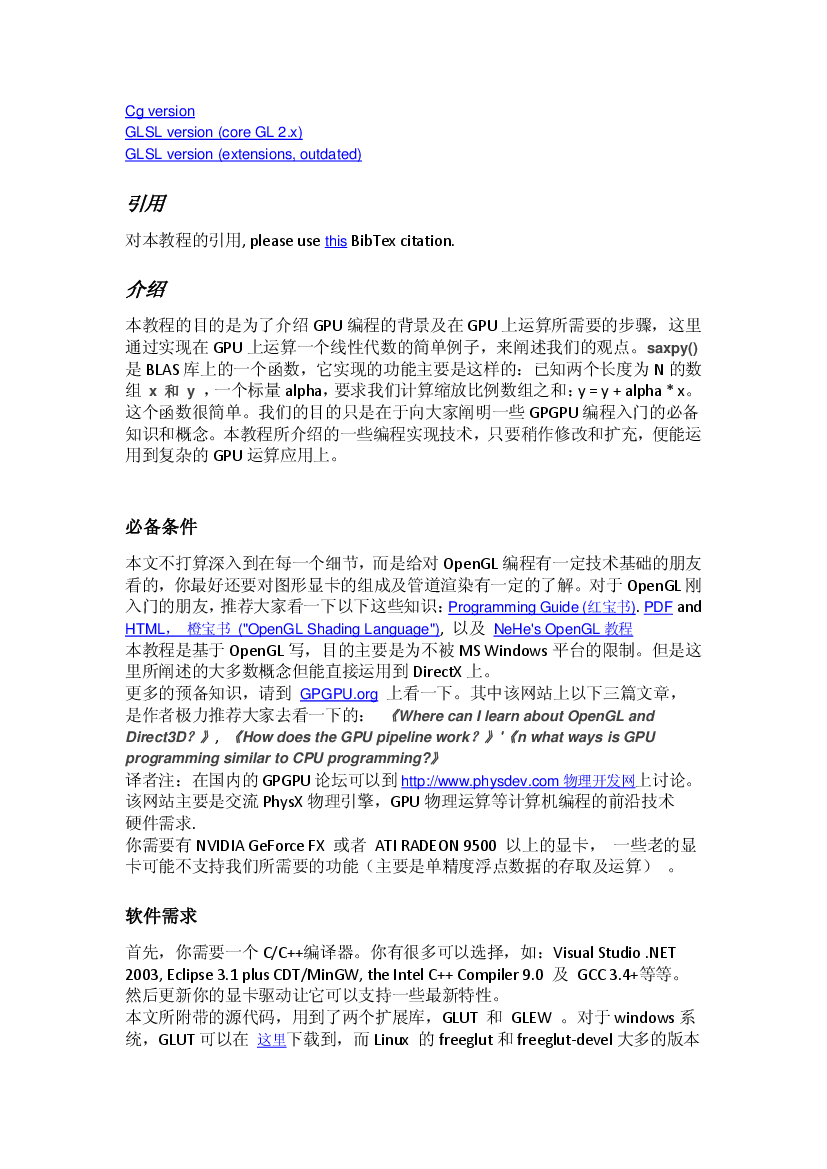 Cg version
GLSL version (core GL 2.x)
GLSL version (extensions, outdated)
引用
对本教程的引用, please use this BibTex citation.
介绍
本教程的目的是为了介绍 GPU 编程的背景及在 GPU 上运算所需要的步骤，这里
通过实现在 GPU 上运算一个线性代数的简单例子，来阐述我们的观点。saxpy()
是 BLAS 库上的一个函数，它实现的功能主要是这样的：已知两个长度为 N 的数
组 x 和 y ，一个标量 alpha，要求我们计算缩放比例数组之和：y = y + alpha * x。
这个函数很简单。我们的目的只是在于向大家阐明一些 GPGPU 编程入门的必备
知识和概念。本教程所介绍的一些编程实现技术，只要稍作修改和扩充，便能运
用到复杂的 GPU 运算应用上。
必备条件
本文不打算深入到在每一个细节，而是给对 OpenGL 编程有一定技术基础的朋友
看的，你最好还要对图形显卡的组成及管道渲染有一定的了解。对于 OpenGL 刚
入门的朋友，推荐大家看一下以下这些知识：Programming Guide (红宝书). PDF and
HTML， 橙宝书 ("OpenGL Shading Language"), 以及 NeHe's OpenGL 教程
本教程是基于 OpenGL 写，目的主要是为不被 MS Windows 平台的限制。但是这
里所阐述的大多数概念但能直接运用到 DirectX 上。
更多的预备知识，请到 GPGPU.org 上看一下。其中该网站上以下三篇文章，
是作者极力推荐大家去看一下的： 《Where can I learn about OpenGL and
Direct3D？》, 《How does the GPU pipeline work？》'《n what ways is GPU
programming similar to CPU programming?》
译者注：在国内的 GPGPU 论坛可以到 http://www.physdev.com 物理开发网上讨论。
该网站主要是交流 PhysX 物理引擎，GPU 物理运算等计算机编程的前沿技术
硬件需求.
你需要有 NVIDIA GeForce FX 或者 ATI RADEON 9500 以上的显卡， 一些老的显
卡可能不支持我们所需要的功能（主要是单精度浮点数据的存取及运算） 。
软件需求
首先，你需要一个 C/C++编译器。你有很多可以选择，如：Visual Studio .NET
2003, Eclipse 3.1 plus CDT/MinGW, the Intel C++ Compiler 9.0 及 GCC 3.4+等等。
然后更新你的显卡驱动让它可以支持一些最新特性。
本文所附带的源代码，用到了两个扩展库，GLUT 和 GLEW 。对于 windows 系
统，GLUT 可以在 这里下载到，而 Linux 的 freeglut 和 freeglut-devel 大多的版本